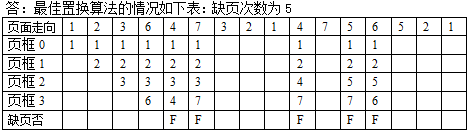 答：最佳置换算法的情况如下表：缺页次数为5
页面走向 1 2 3 6 4 7 3 2 1 4 7 5 6 5 2 1
页框0 1 1 1 1 1 1 1 1 1
页框1 2 2 2 2 2 2 2 2
页框2 3 3 3 3 4 5 5
页框3 6 4 7 7 7 6
缺页否 F F F F F